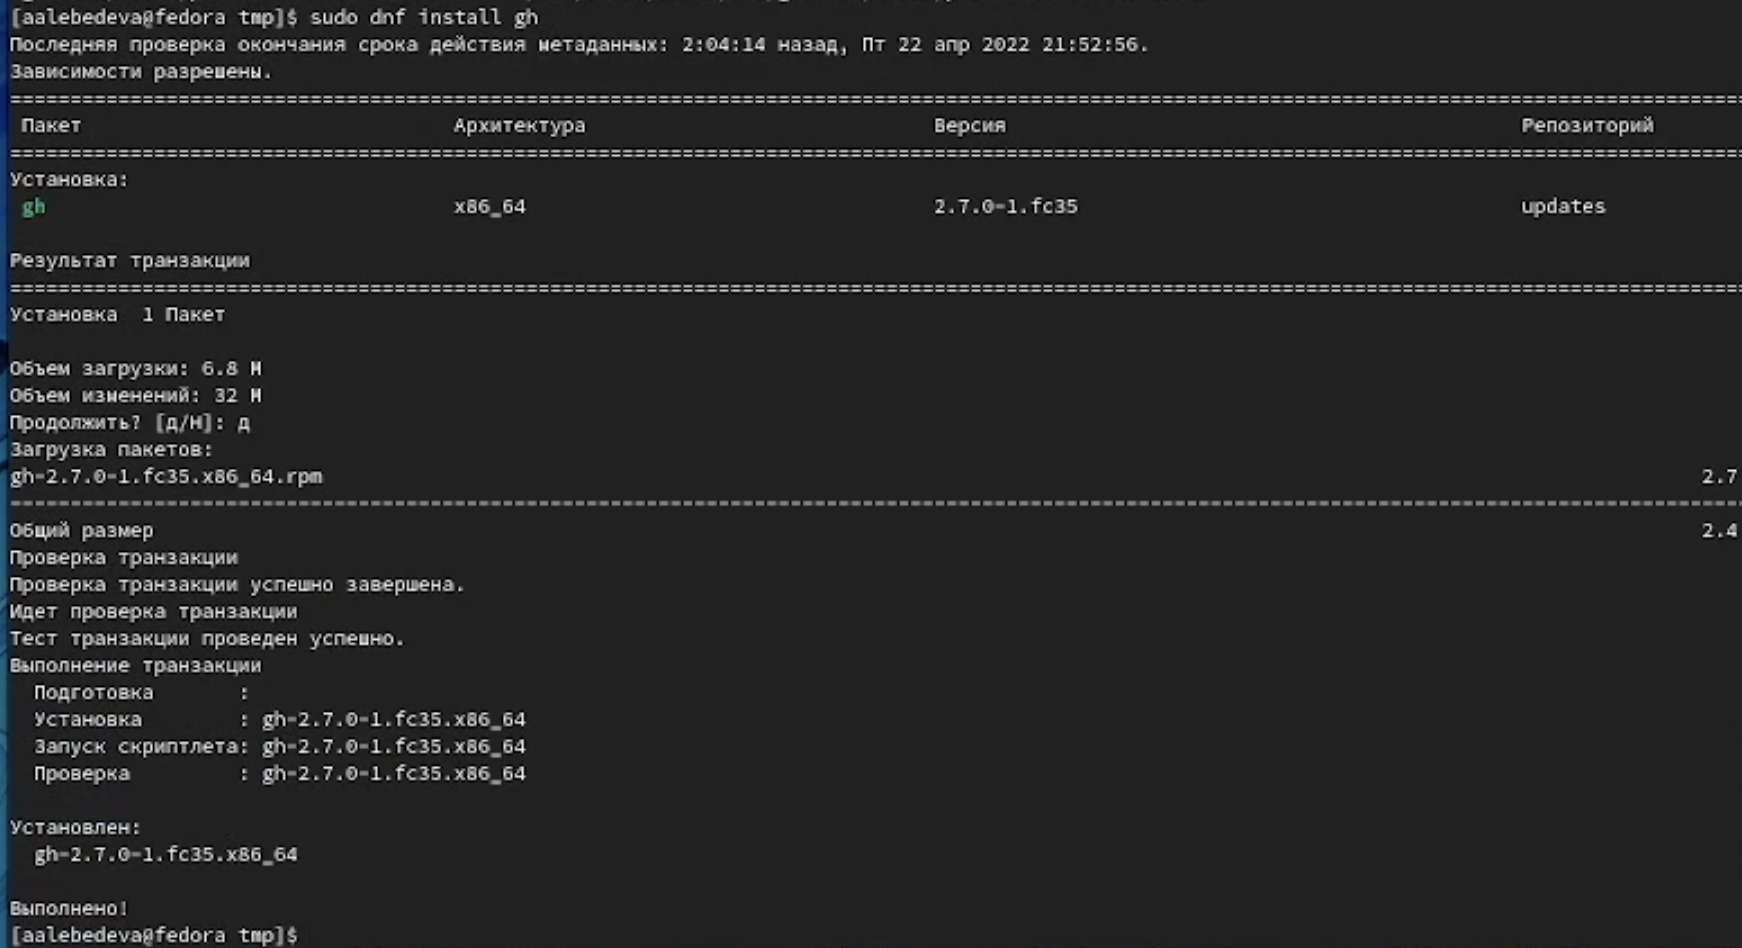 [aalebedeva@fedora tmp]$ sudo dnf install gh
Последняя проверка окончания срока действия метаданных: 2:04:14 назад, Пт 22 апр 2022 21:52:56.
Зависимости разрешены.
Пакет Архитектура Версия Репозиторий
Установка:
gh x86_64 2.7.0-1.fc35 updates
Результат транзакции
Установка  1 Пакет
Объем загрузки: 6.8 M
Объем изменений: 32 M
Продолжить? [д/Н]: д
Загрузка пакетов:
gh-2.7.0-1.fc35.x86_64.rpm 2.7
Общий размер 2.4
Проверка транзакции
Проверка транзакции успешно завершена.
Идет проверка транзакции
Тест транзакции проведен успешно.
Выполнение транзакции
Подготовка       :
Установка        : gh-2.7.0-1.fc35.x86_64
Запуск скриптлета: gh-2.7.0-1.fc35.x86_64
Проверка         : gh-2.7.0-1.fc35.x86_64
Установлен:
gh-2.7.0-1.fc35.x86_64
Выполнено!
[aalebedeva@fedora tmp]$